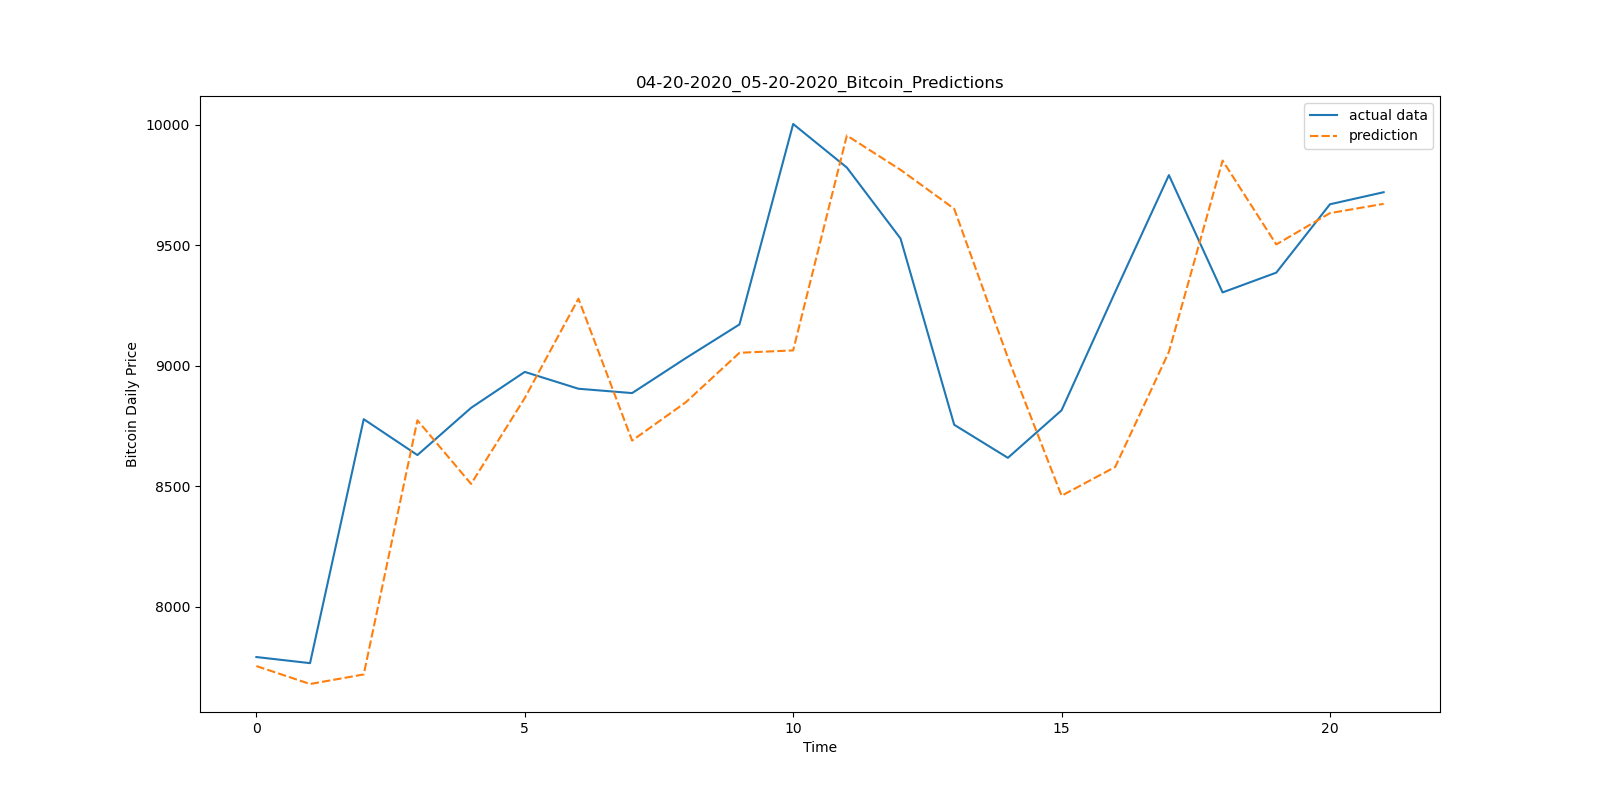 04-20-2020_05-20-2020_Bitcoin_Predictions
actual data
prediction
10000
9500
9000
8500
8000
Bitcoin Daily Price
0 5 10 15 20
Time